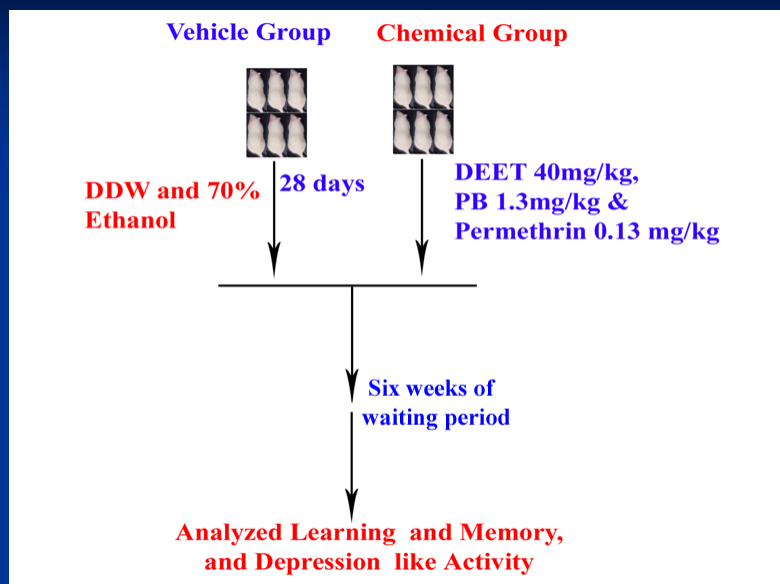 Vehicle Group
Chemical Group
DDW and 70%
Ethanol
28 days
DEET 40mg/kg,
PB 1.3mg/kg &
Permethrin 0.13 mg/kg
Six weeks of
waiting period
Analyzed Learning and Memory,
and Depression like Activity